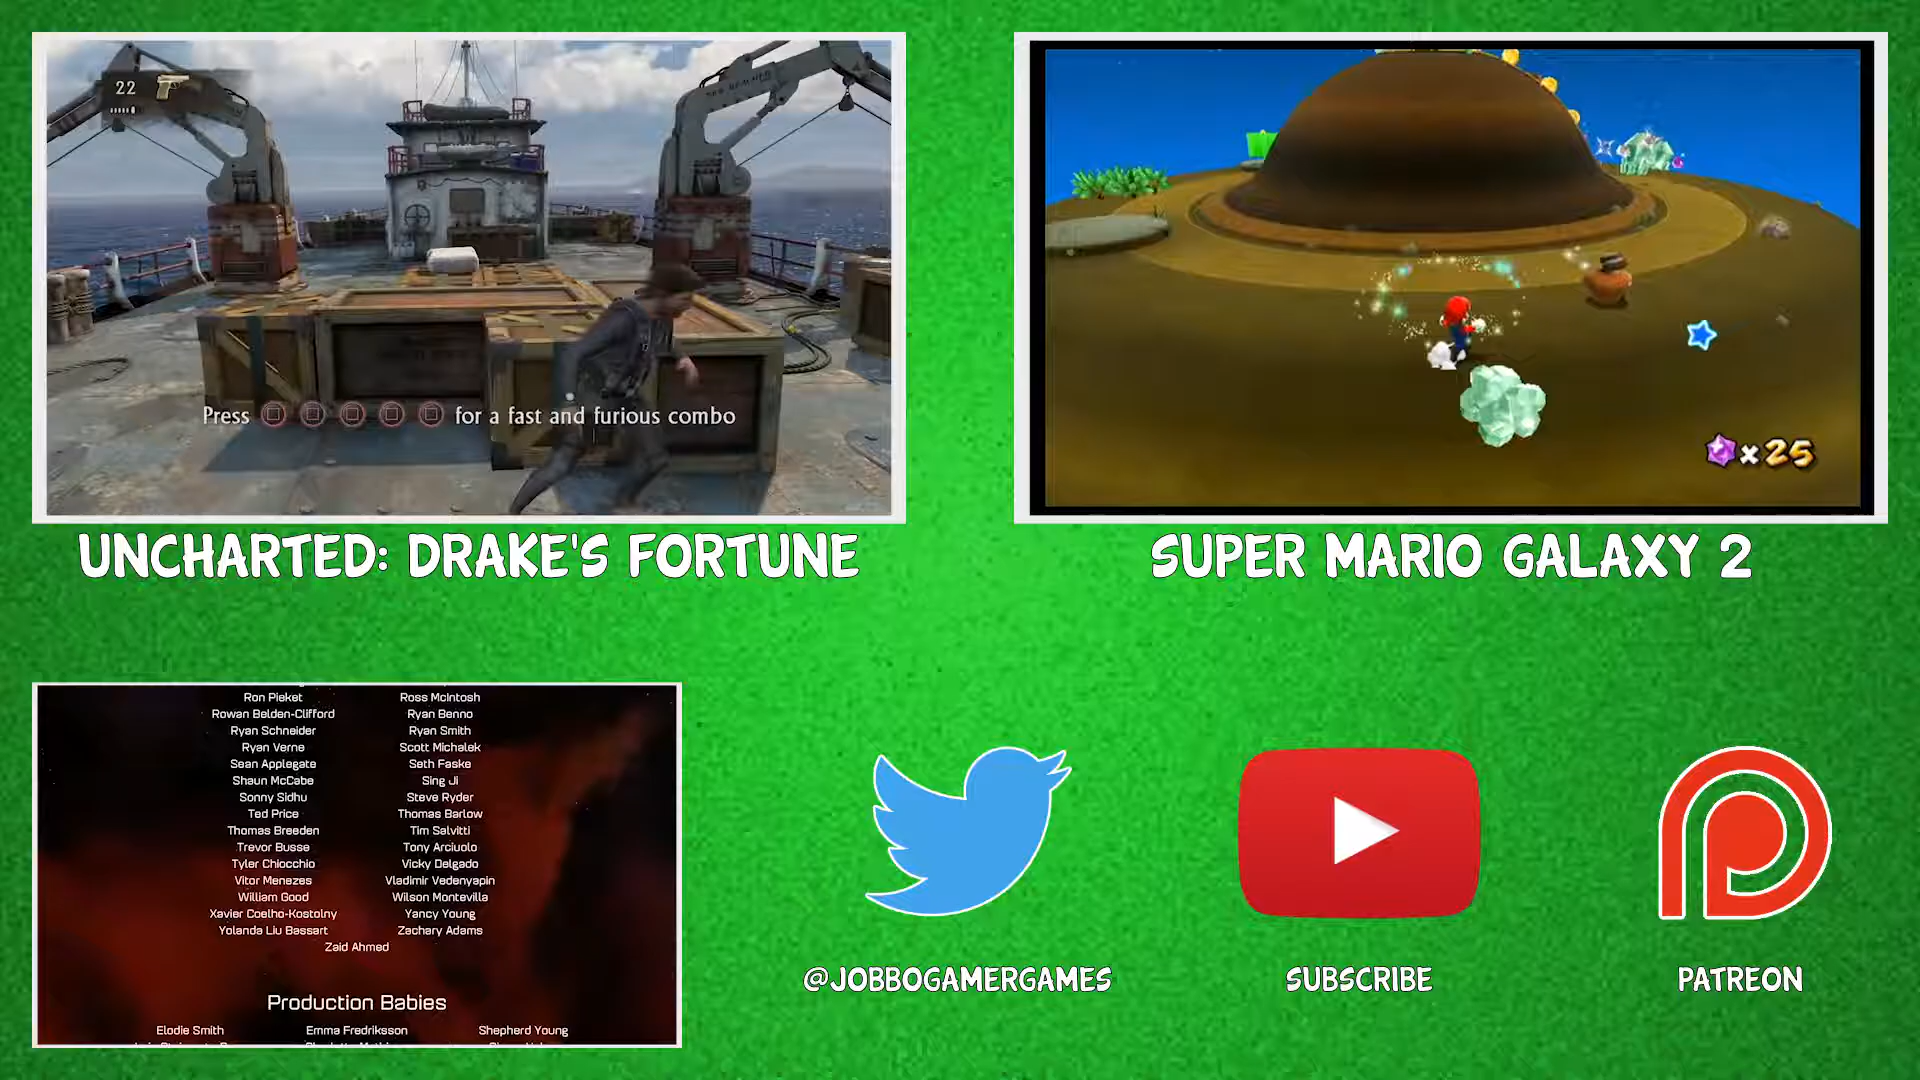 22
Press for a fast and furious combo
x 25
UNCHARTED: DRAKE'S FORTUNE
SUPER MARIO GALAXY 2
Ron Pieket Ross McIntosh
Rowan Belden-Clifford Ryan Benno
Ryan Schneider Ryan Smith
Ryan Verne Scott Michalek
Sean Applegate Seth Faske
Shaun McCabe Sing Ji
Sonny Sidhu Steve Ryder
Ted Price Thomas Barlow
Thomas Breeden Tim Salvitti
Trevor Busse Tony Arciuolo
Tyler Chiocchio Vicky Delgado
Vitor Menezes Vladimir Vedenyapin
William Good Wilson Montevilla
Xavier Coelho-Kostolny Yancy Young
Yolanda Liu Bassart Zachary Adams
Zaid Ahmed
Production Babies
Elodie Smith Emma Fredriksson Shepherd Young
@JOBBOGAMERGAMES
SUBSCRIBE
PATREON